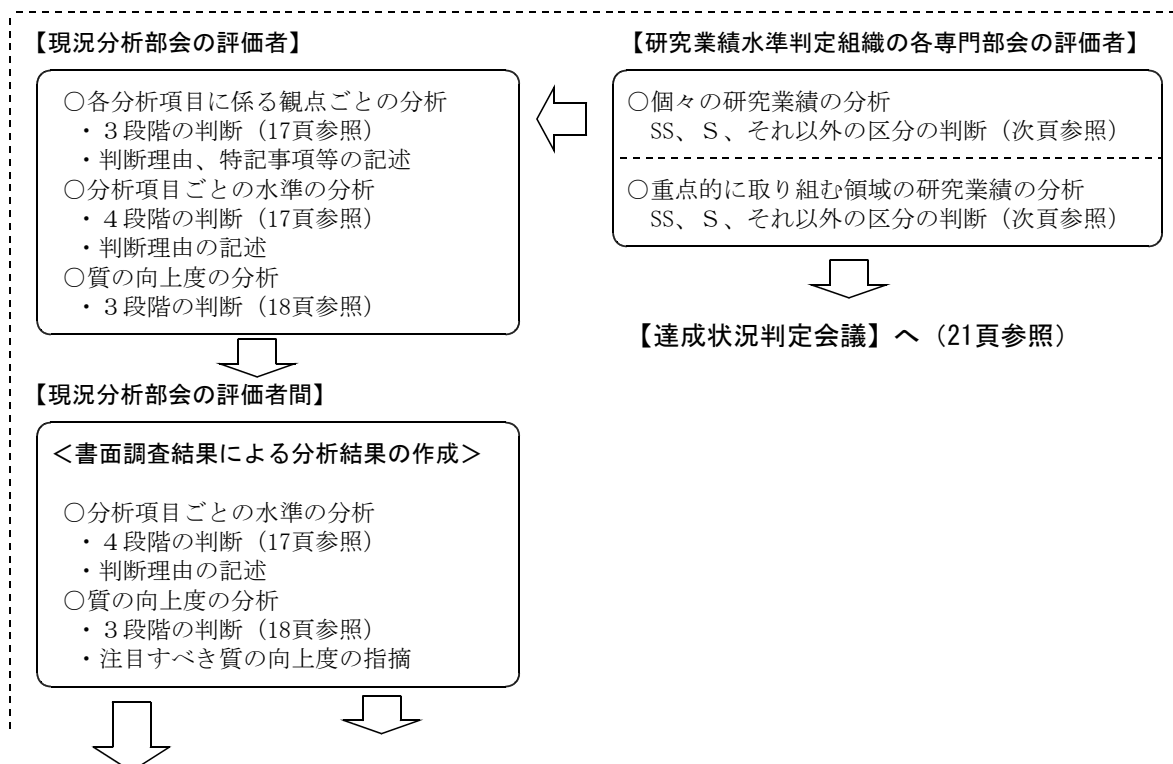 【現況分析部会の評価者】
○各分析項目に係る観点ごとの分析
・３段階の判断（17頁参照）
・判断理由、特記事項等の記述
○分析項目ごとの水準の分析
・４段階の判断（17頁参照）
・判断理由の記述
○質の向上度の分析
・３段階の判断（18頁参照）
【研究業績水準判定組織の各専門部会の評価者】
○個々の研究業績の分析
SS、Ｓ、それ以外の区分の判断（次頁参照）
○重点的に取り組む領域の研究業績の分析
SS、Ｓ、それ以外の区分の判断（次頁参照）
【達成状況判定会議】へ（21頁参照）
【現況分析部会の評価者間】
＜書面調査結果による分析結果の作成＞
○分析項目ごとの水準の分析
・４段階の判断（17頁参照）
・判断理由の記述
○質の向上度の分析
・３段階の判断（18頁参照）
・注目すべき質の向上度の指摘